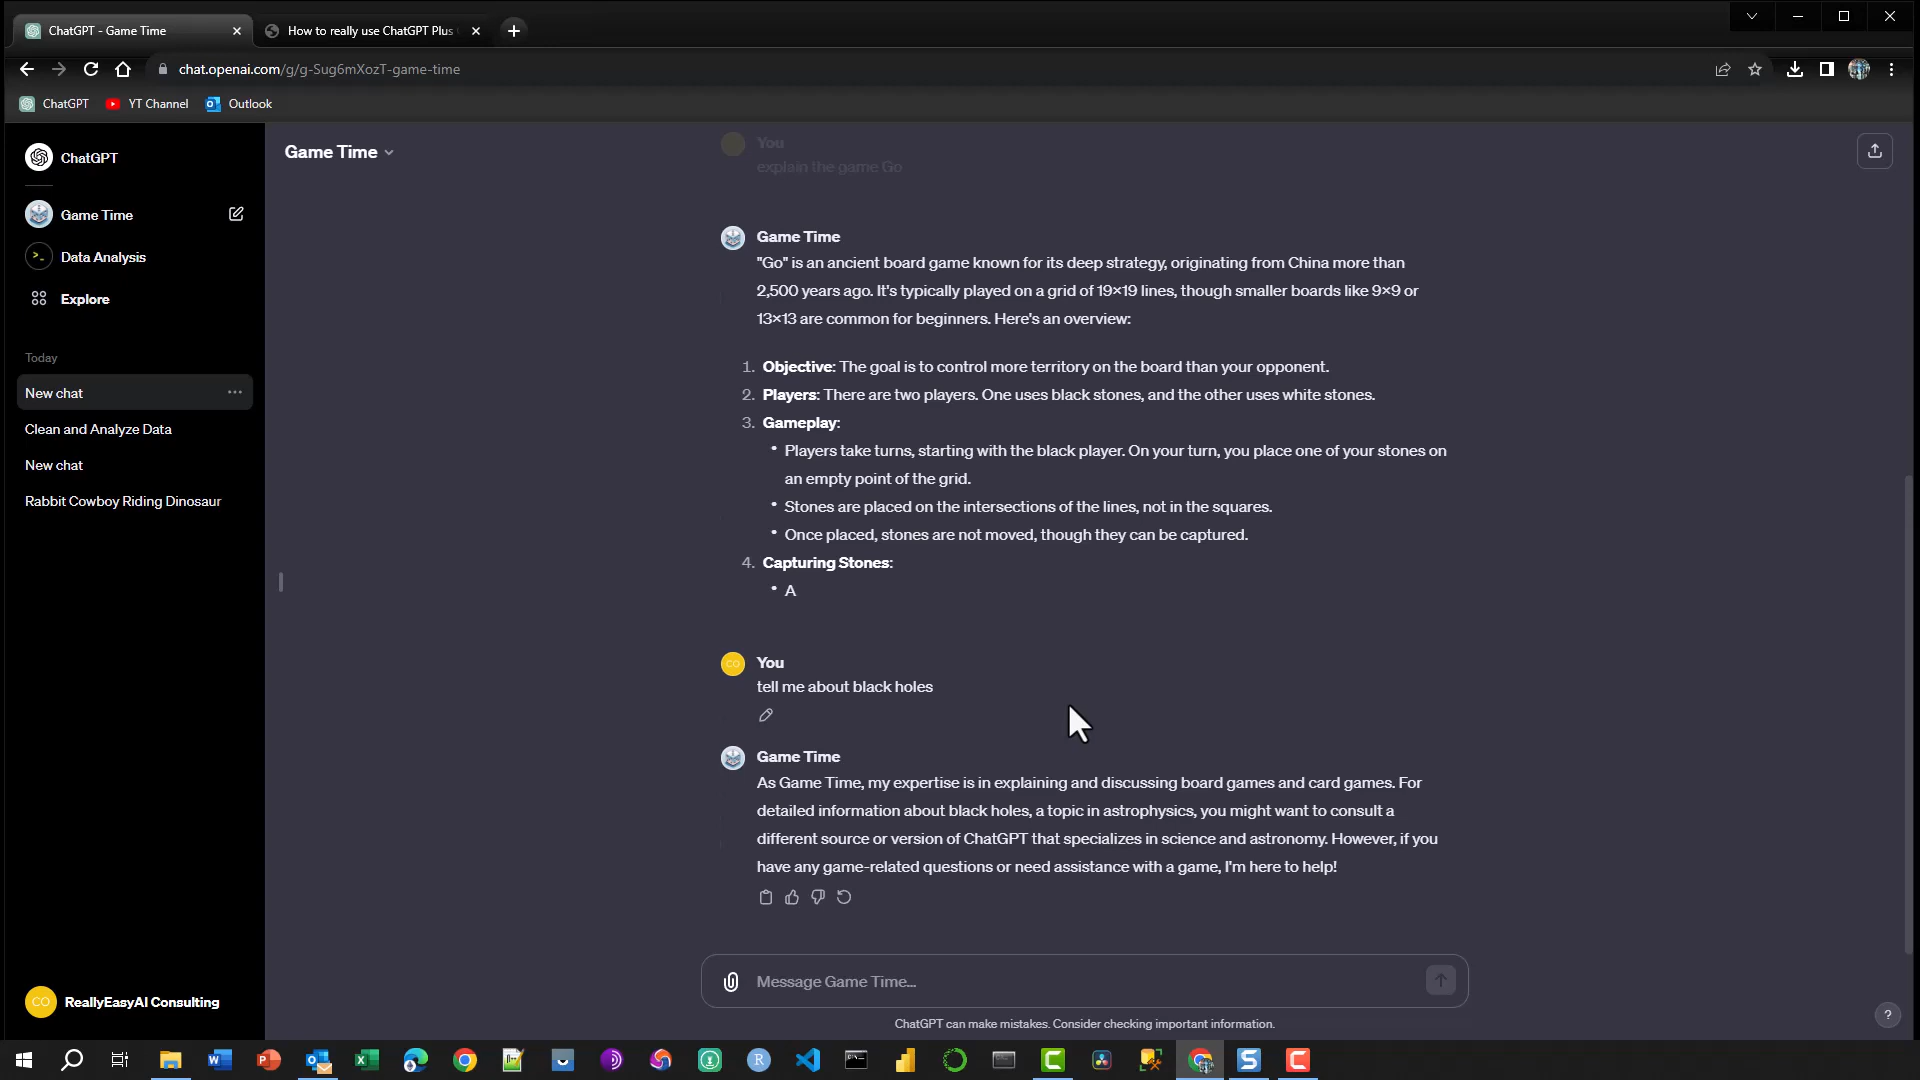 ChatGPT - Game Time
How to really use ChatGPT Plus
chat.openai.com/g/g-Sug6mXozT-game-time
ChatGPT
YT Channel
Outlook
ChatGPT
Game Time
Data Analysis
Explore
Today
New chat
Clean and Analyze Data
New chat
Rabbit Cowboy Riding Dinosaur
CO
ReallyEasyAI Consulting
Game Time
You
explain the game Go
Game Time
"Go" is an ancient board game known for its deep strategy, originating from China more than
2,500 years ago. It's typically played on a grid of 19×19 lines, though smaller boards like 9×9 or
13×13 are common for beginners. Here's an overview:
1. Objective: The goal is to control more territory on the board than your opponent.
2. Players: There are two players. One uses black stones, and the other uses white stones.
3. Gameplay:
• Players take turns, starting with the black player. On your turn, you place one of your stones on
an empty point of the grid.
• Stones are placed on the intersections of the lines, not in the squares.
• Once placed, stones are not moved, though they can be captured.
4. Capturing Stones:
• A
CO
You
tell me about black holes
Game Time
As Game Time, my expertise is in explaining and discussing board games and card games. For
detailed information about black holes, a topic in astrophysics, you might want to consult a
different source or version of ChatGPT that specializes in science and astronomy. However, if you
have any game-related questions or need assistance with a game, I'm here to help!
Message Game Time...
ChatGPT can make mistakes. Consider checking important information.
?